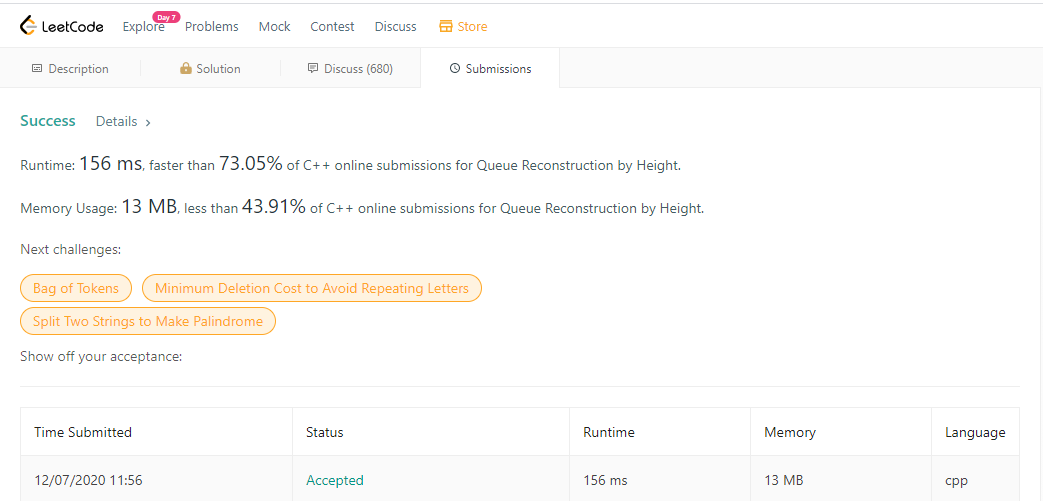 LeetCode Explore Day 7 Problems Mock Contest Discuss Store
Description Solution Discuss (680) Submissions
Success Details >
Runtime: 156 ms, faster than 73.05% of C++ online submissions for Queue Reconstruction by Height.
Memory Usage: 13 MB, less than 43.91% of C++ online submissions for Queue Reconstruction by Height.
Next challenges:
Bag of Tokens Minimum Deletion Cost to Avoid Repeating Letters
Split Two Strings to Make Palindrome
Show off your acceptance:
Time Submitted Status Runtime Memory Language
12/07/2020 11:56 Accepted 156 ms 13 MB cpp